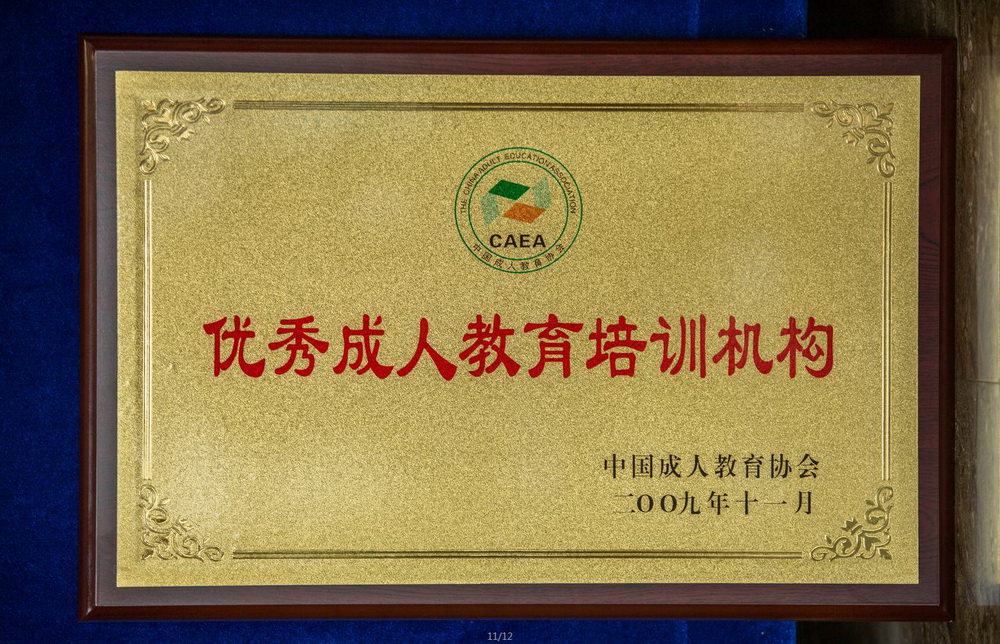 THE CHINA ADULT EDUCATION ASSOCIATION
CAEA
中国成人教育协会
优秀成人教育培训机构
中国成人教育协会
二OO九年十一月
11/12